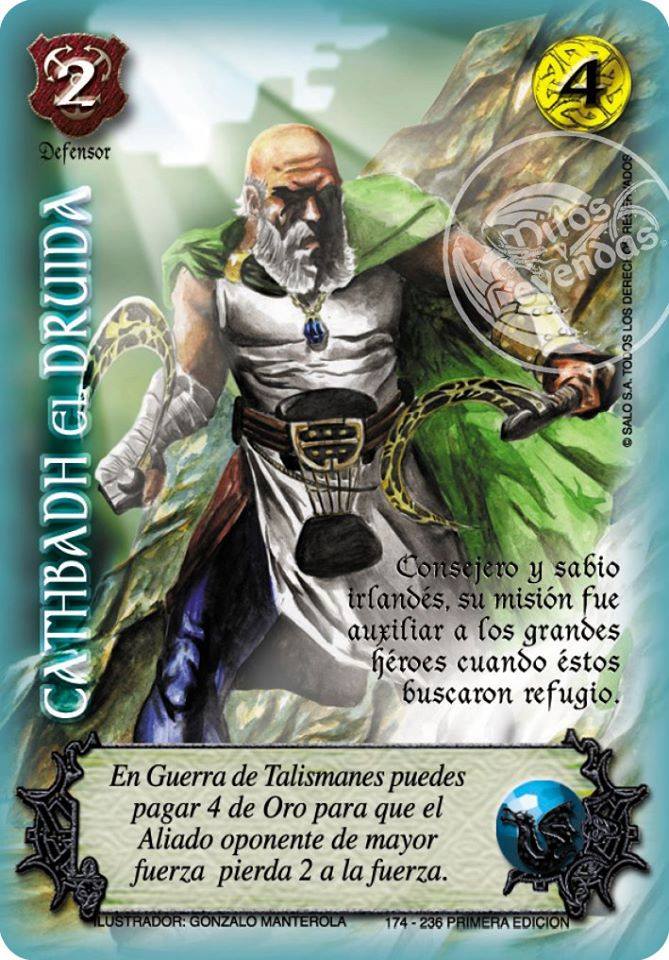 2
4
Defensor
CATHBADH EL DRUIDA
Mitos
y
Leyendas
© SALO S.A. TODOS LOS DERECHOS RESERVADOS
Consejero y sabio
irlandés, su misión fue
auxiliar a los grandes
héroes cuando éstos
buscaron refugio.
En Guerra de Talismanes puedes
pagar 4 de Oro para que el
Aliado oponente de mayor
fuerza pierda 2 a la fuerza.
ILUSTRADOR: GONZALO MANTEROLA 174 - 236 PRIMERA EDICION